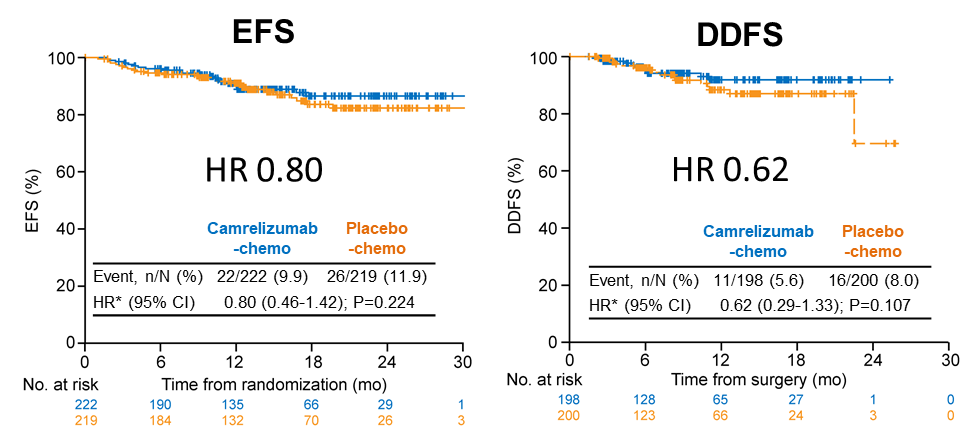 EFS
100
80
60
40
20
0
EFS (%)
HR 0.80
Camrelizumab Placebo
-chemo -chemo
Event, n/N (%) 22/222 (9.9) 26/219 (11.9)
HR* (95% CI) 0.80 (0.46-1.42); P=0.224
0 6 12 18 24 30
No. at risk Time from randomization (mo)
222 190 135 66 29 1
219 184 132 70 26 3
DDFS
100
80
60
40
20
0
DDFS (%)
HR 0.62
Camrelizumab Placebo
-chemo -chemo
Event, n/N (%) 11/198 (5.6) 16/200 (8.0)
HR* (95% CI) 0.62 (0.29-1.33); P=0.107
0 6 12 18 24 30
No. at risk Time from surgery (mo)
198 128 65 27 1 0
200 123 66 24 3 0